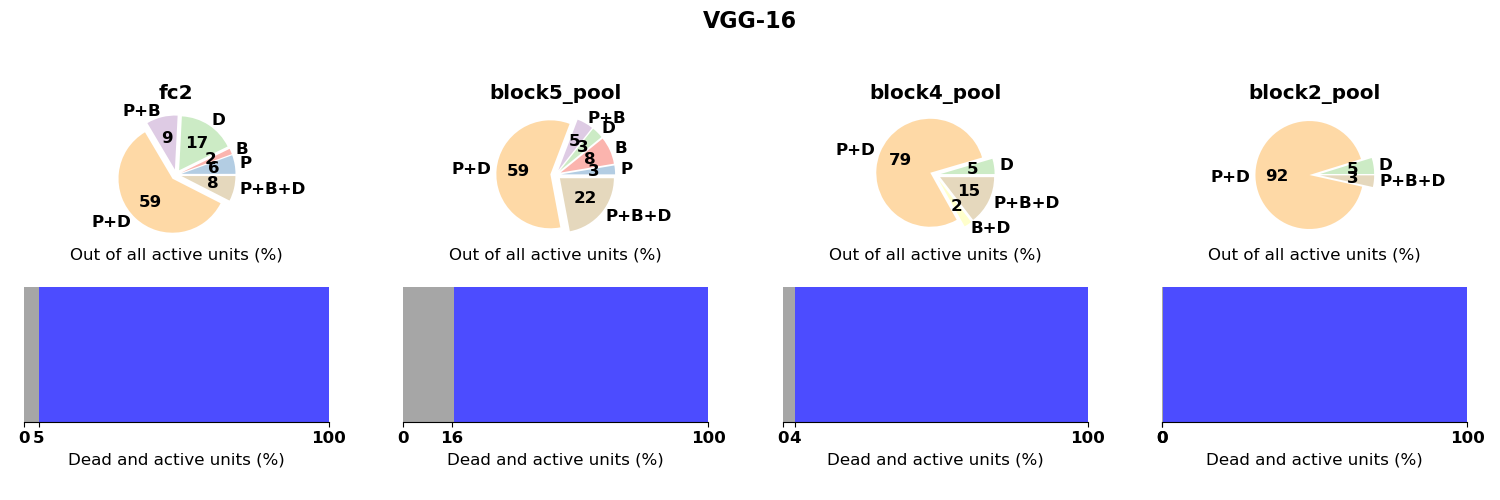 VGG-16
fc2
P+B
D
B
P
P+B+D
P+D
9
17
2
6
8
59
Out of all active units (%)
0 5 100
Dead and active units (%)
block5_pool
P+B
D
B
P
P+B+D
P+D
5
3
8
3
22
59
Out of all active units (%)
0 16 100
Dead and active units (%)
block4_pool
P+D
D
P+B+D
B+D
79
5
15
2
Out of all active units (%)
0 4 100
Dead and active units (%)
block2_pool
P+D
D
P+B+D
92
5
3
Out of all active units (%)
0 100
Dead and active units (%)